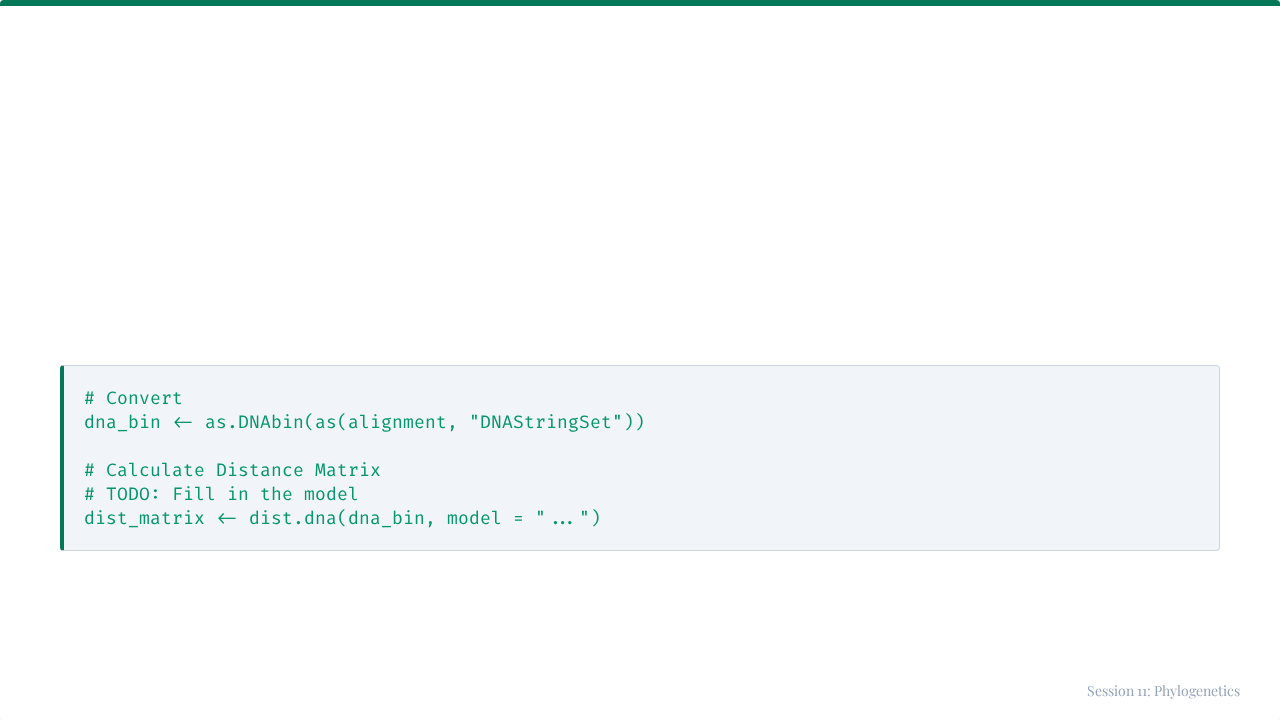 # Convert
dna_bin <- as.DNAbin(as(alignment, "DNAStringSet"))
# Calculate Distance Matrix
# TODO: Fill in the model
dist_matrix <- dist.dna(dna_bin, model = "...")
Session 11: Phylogenetics